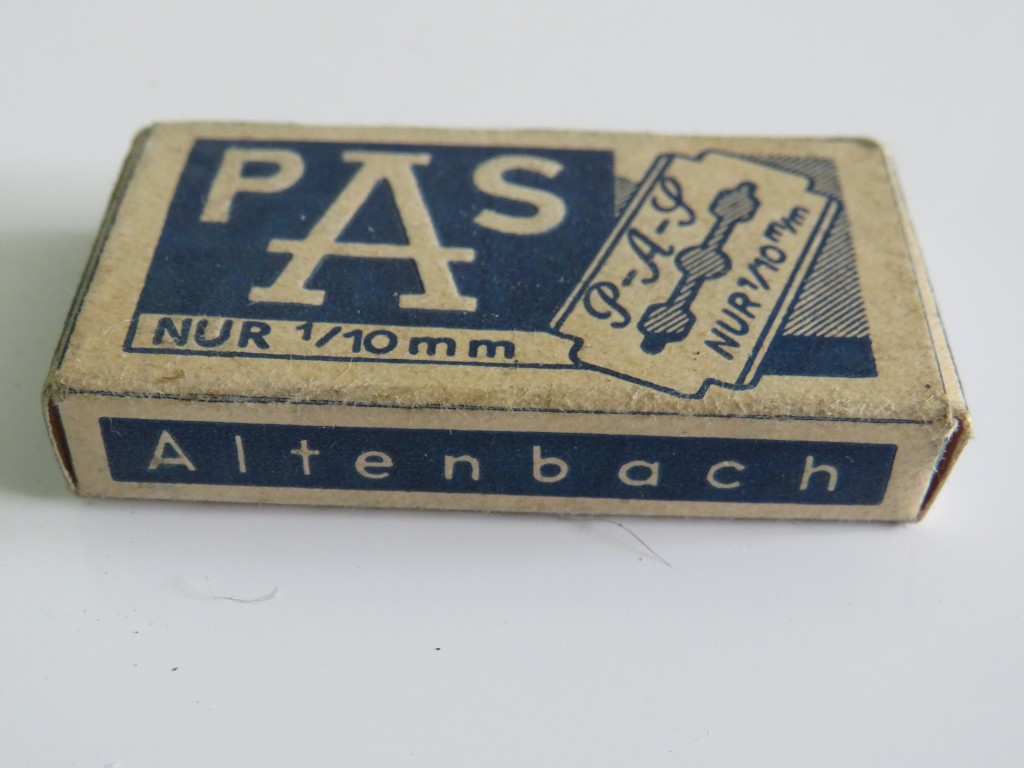 PAS
NUR 1/10 mm
P-A-S
NUR 1/10 m/m
Altenbach